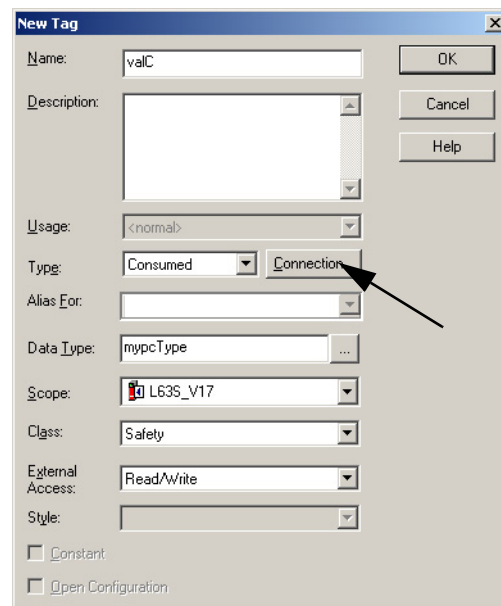 New Tag
Name: valC
OK
Description:
Cancel
Help
Usage: <normal>
Type: Consumed Connection...
Alias For:
Data Type: mypcType ...
Scope: L63S_V17
Class: Safety
External Access: Read/Write
Style:
Constant
Open Configuration